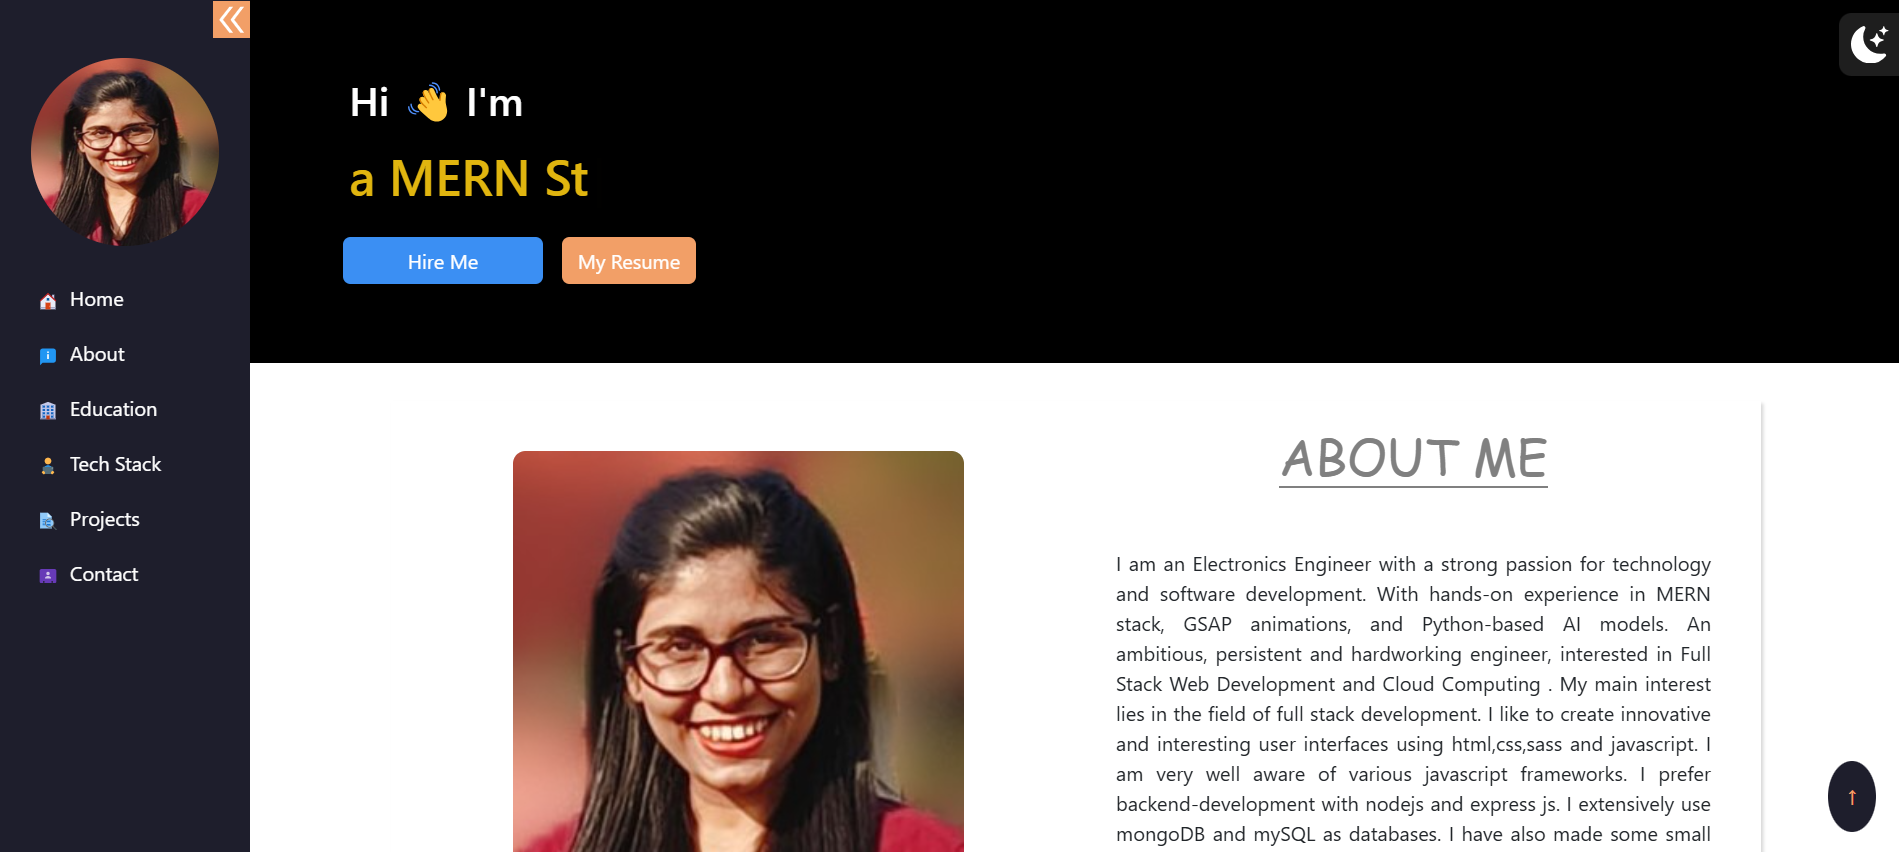 Home
About
Education
Tech Stack
Projects
Contact
Hi 👋 I'm
a MERN St
Hire Me
My Resume
ABOUT ME
I am an Electronics Engineer with a strong passion for technology
and software development. With hands-on experience in MERN
stack, GSAP animations, and Python-based AI models. An
ambitious, persistent and hardworking engineer, interested in Full
Stack Web Development and Cloud Computing . My main interest
lies in the field of full stack development. I like to create innovative
and interesting user interfaces using html,css,sass and javascript. I
am very well aware of various javascript frameworks. I prefer
backend-development with nodejs and express js. I extensively use
mongoDB and mySQL as databases. I have also made some small
↑